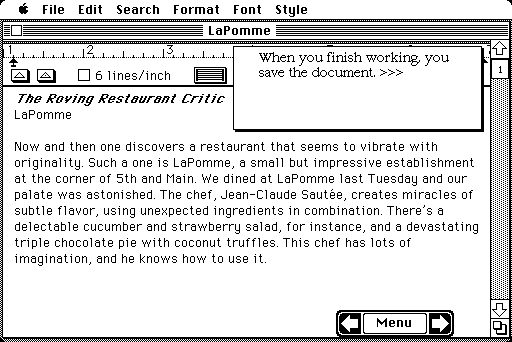 File Edit Search Format Font Style
LaPomme
1 2 3
When you finish working, you
save the document. >>>
6 lines/inch
1
The Roving Restaurant Critic
LaPomme
Now and then one discovers a restaurant that seems to vibrate with
originality. Such a one is LaPomme, a small but impressive establishment
at the corner of 5th and Main. We dined at LaPomme last Tuesday and our
palate was astonished. The chef, Jean-Claude Sautée, creates miracles of
subtle flavor, using unexpected ingredients in combination. There's a
delectable cucumber and strawberry salad, for instance, and a devastating
triple chocolate pie with coconut truffles. This chef has lots of
imagination, and he knows how to use it.
Menu